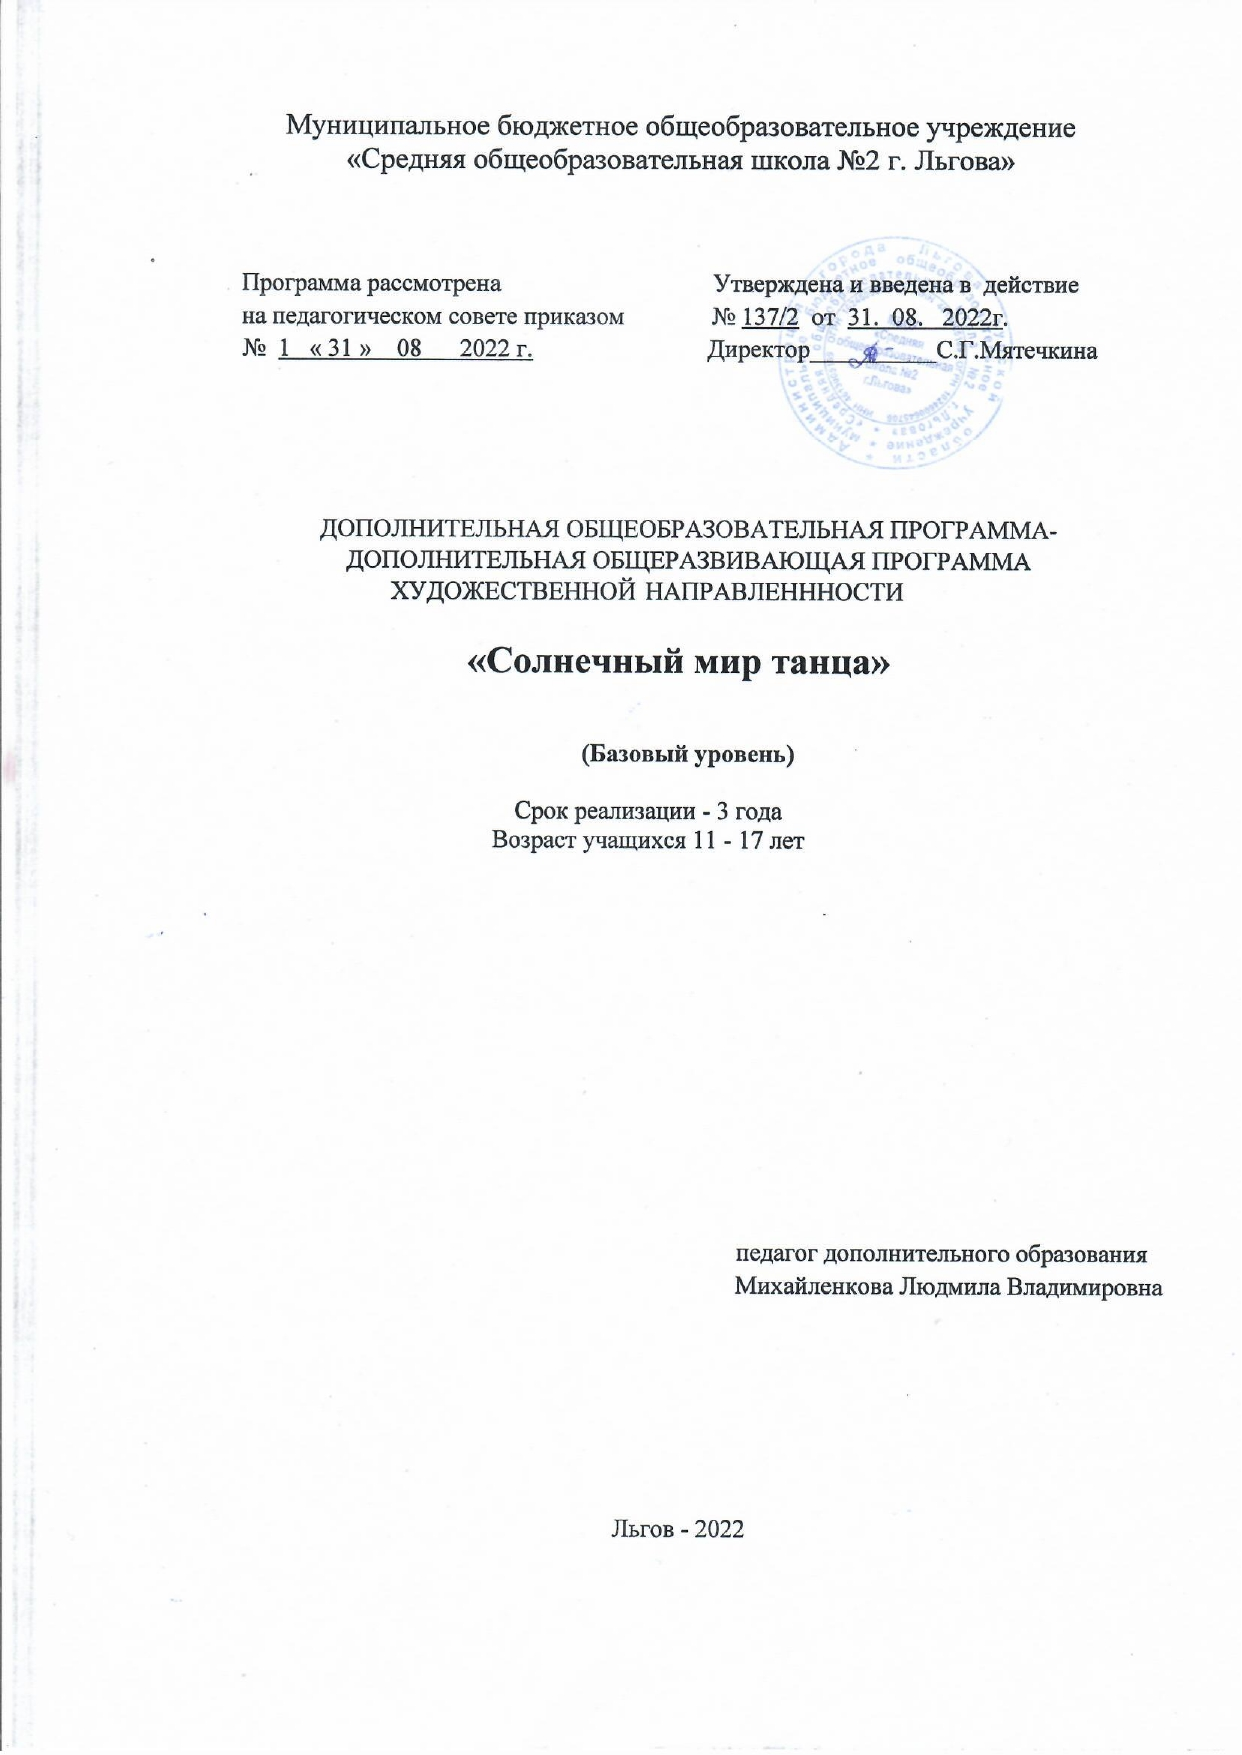 Муниципальное бюджетное общеобразовательное учреждение
«Средняя общеобразовательная школа №2 г. Льгова»
Программа рассмотрена
на педагогическом совете приказом
№ 1 « 31 » 08 2022 г.
Утверждена и введена в действие
№ 137/2 от 31. 08. 2022г.
Директор__________С.Г.Мятечкина
ДОПОЛНИТЕЛЬНАЯ ОБЩЕОБРАЗОВАТЕЛЬНАЯ ПРОГРАММА-
ДОПОЛНИТЕЛЬНАЯ ОБЩЕРАЗВИВАЮЩАЯ ПРОГРАММА
ХУДОЖЕСТВЕННОЙ НАПРАВЛЕНННОСТИ
«Солнечный мир танца»
(Базовый уровень)
Срок реализации - 3 года
Возраст учащихся 11 - 17 лет
педагог дополнительного образования
Михайленкова Людмила Владимировна
Льгов - 2022